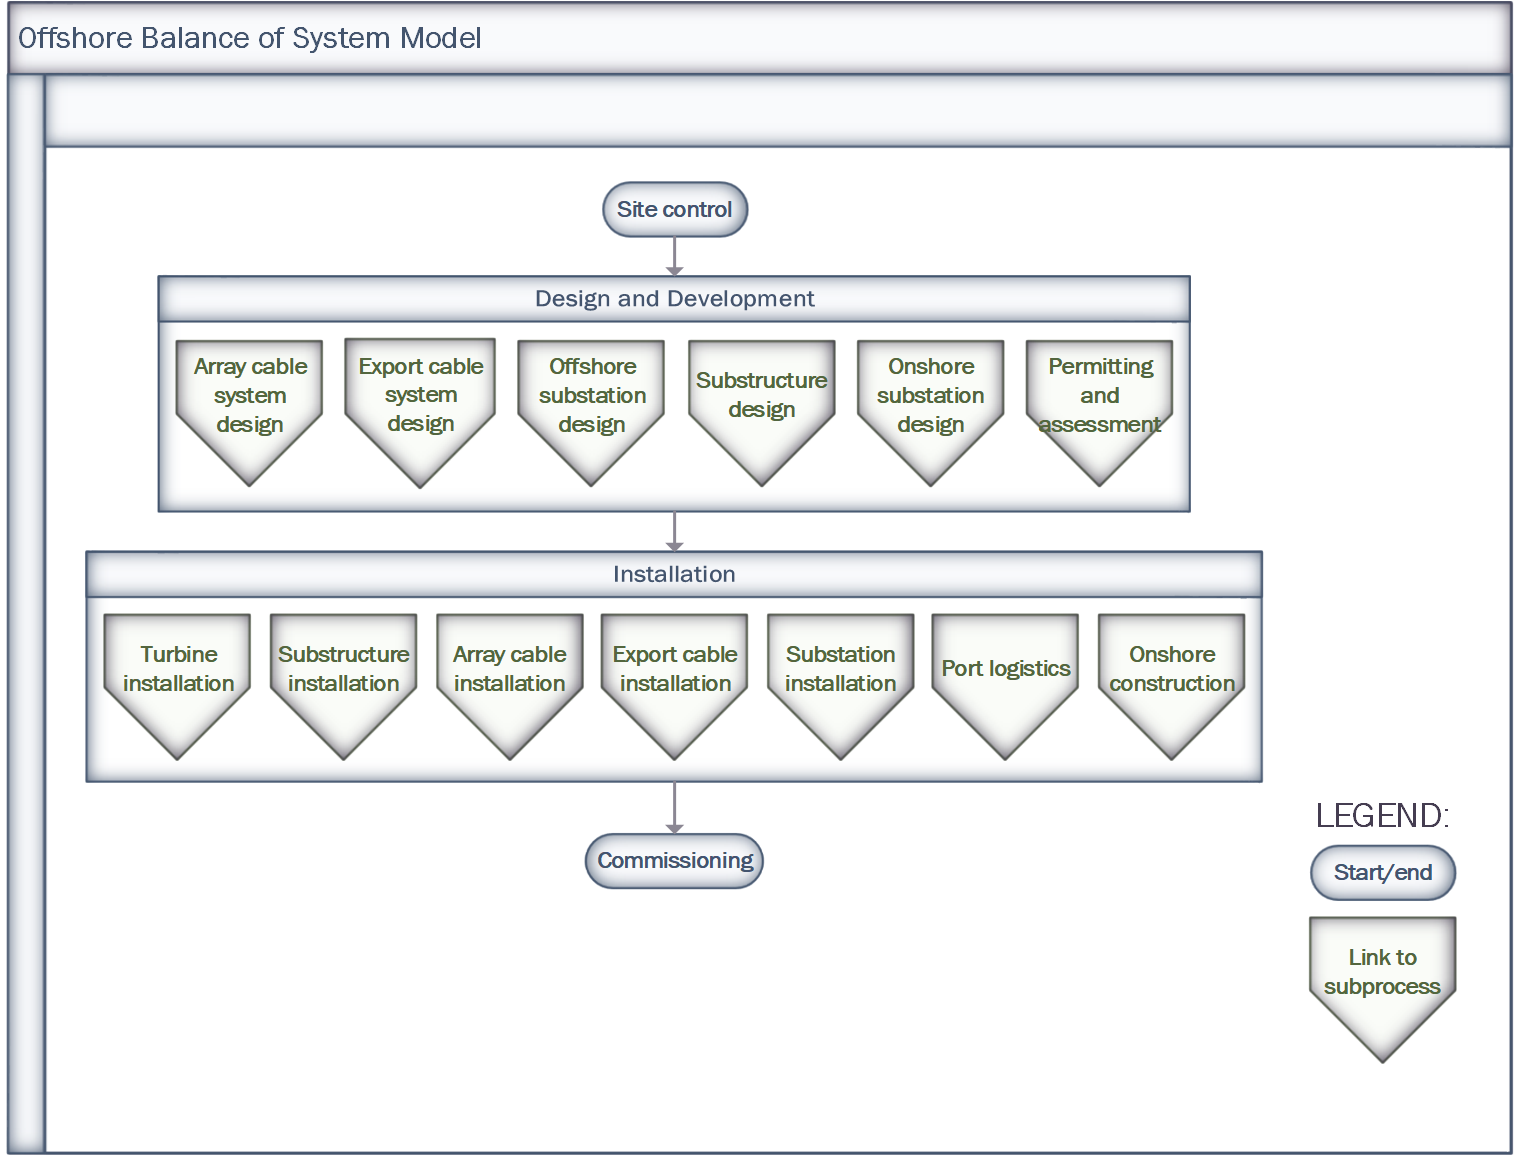 Offshore Balance of System Model
Site control
Design and Development
Array cable
system
design
Export cable
system
design
Offshore
substation
design
Substructure
design
Onshore
substation
design
Permitting
and
assessment
Installation
Turbine
installation
Substructure
installation
Array cable
installation
Export cable
installation
Substation
installation
Port logistics
Onshore
construction
Commissioning
LEGEND:
Start/end
Link to
subprocess